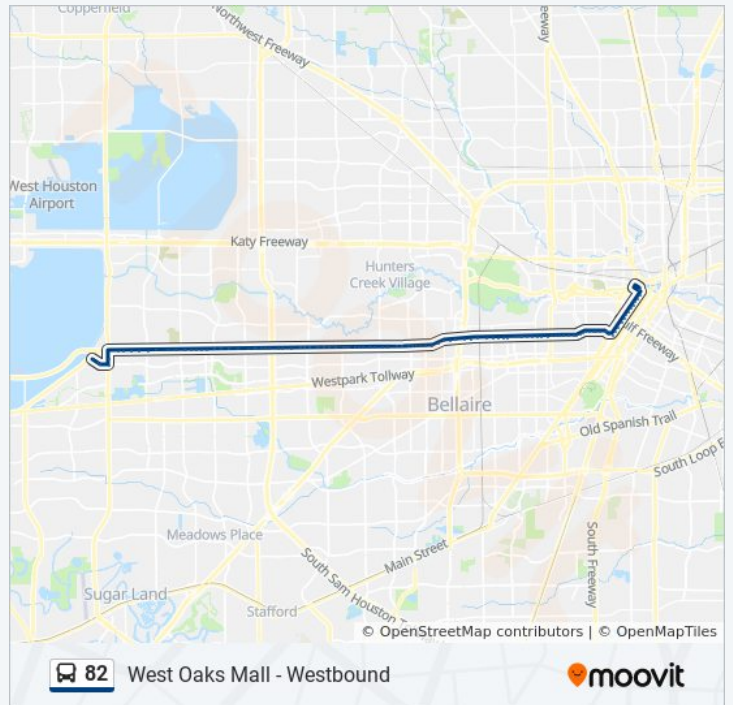 Copperfield
Northwest Freeway
eeway
West Houston
Airport
Katy Freeway
Hunters
Creek Village
Gulf Freeway
Westpark Tollway
Bellaire
Old Spanish Trail
South Loop E
Meadows Place
Main Street
South Freeway
South Sam Houston T
Sugar Land
Stafford
© OpenStreetMap contributors | © OpenMapTiles
82 West Oaks Mall - Westbound
moovit